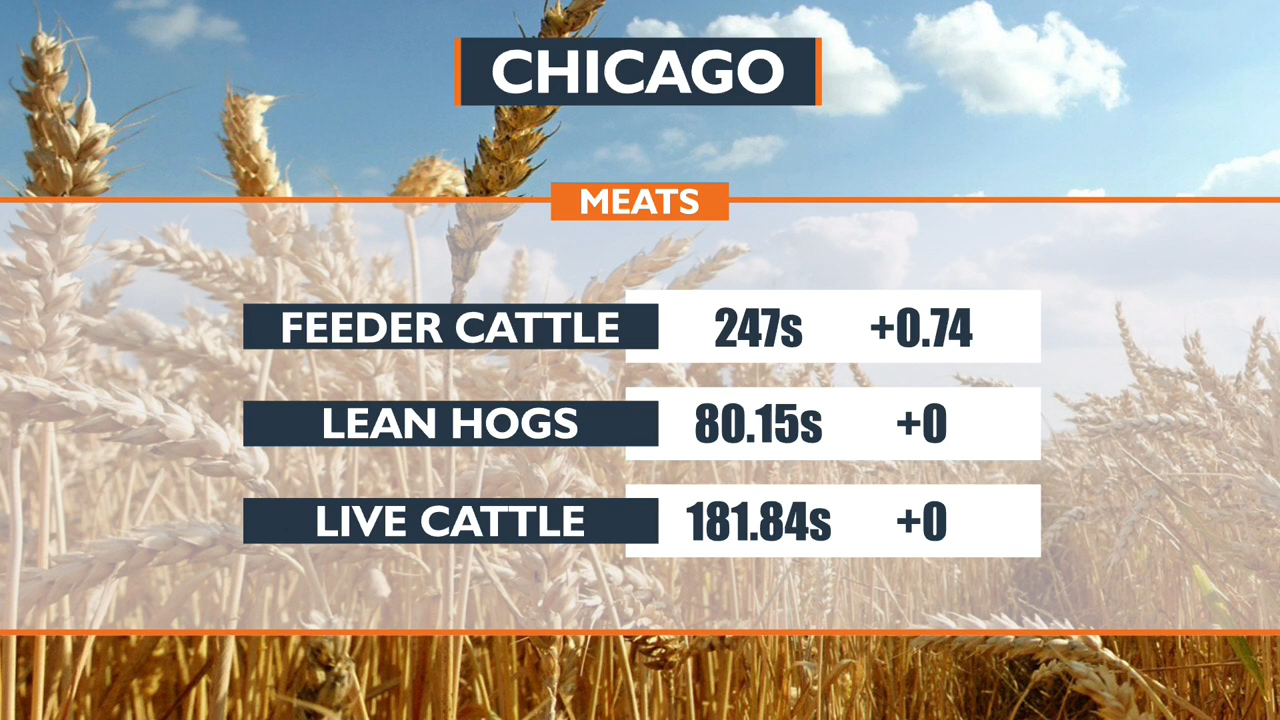 CHICAGO
MEATS
FEEDER CATTLE 247s +0.74
LEAN HOGS 80.15s +0
LIVE CATTLE 181.84s +0